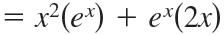 = x²(eˣ) + eˣ(2x)